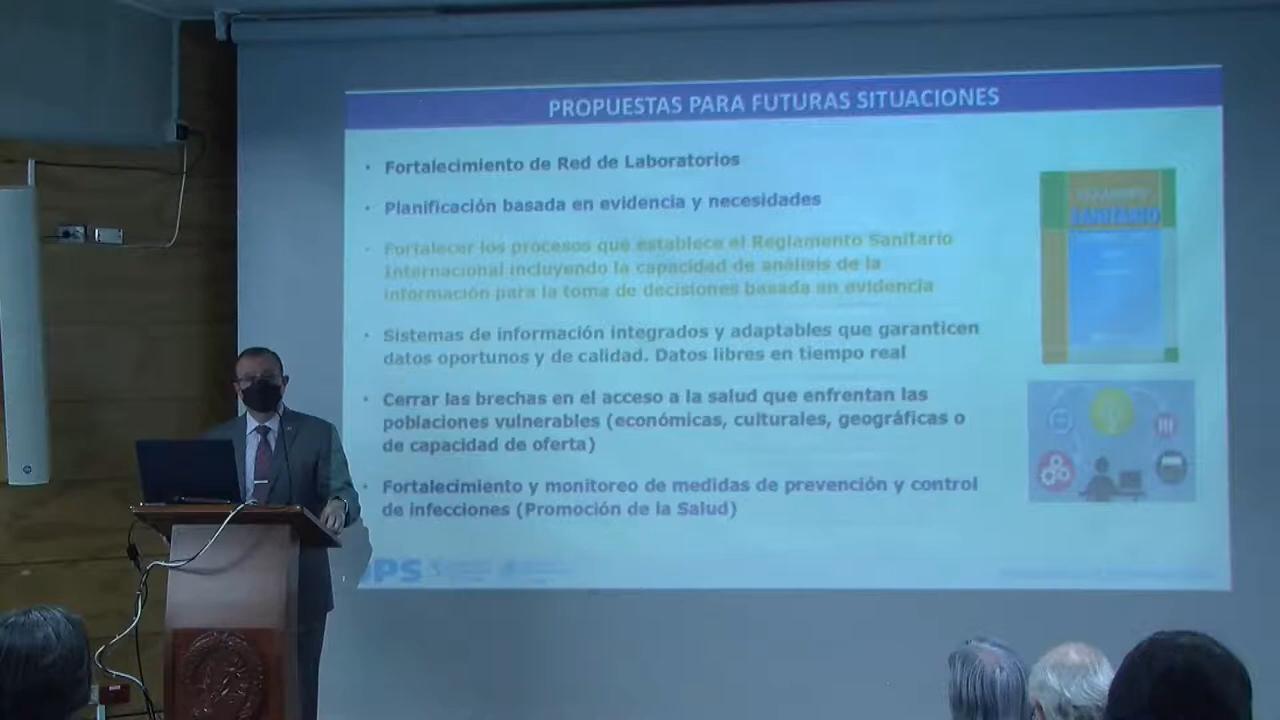 PROPUESTAS PARA FUTURAS SITUACIONES
· Fortalecimiento de Red de Laboratorios
· Planificación basada en evidencia y necesidades
· Fortalecer los procesos que establece el Reglamento Sanitario
Internacional incluyendo la capacidad de análisis de la
información para la toma de decisiones basada en evidencia
· Sistemas de información integrados y adaptables que garanticen
datos oportunos y de calidad. Datos libres en tiempo real
· Cerrar las brechas en el acceso a la salud que enfrentan las
poblaciones vulnerables (económicas, culturales, geográficas o
de capacidad de oferta)
· Fortalecimiento y monitoreo de medidas de prevención y control
de infecciones (Promoción de la Salud)
SANITARIO
OPS